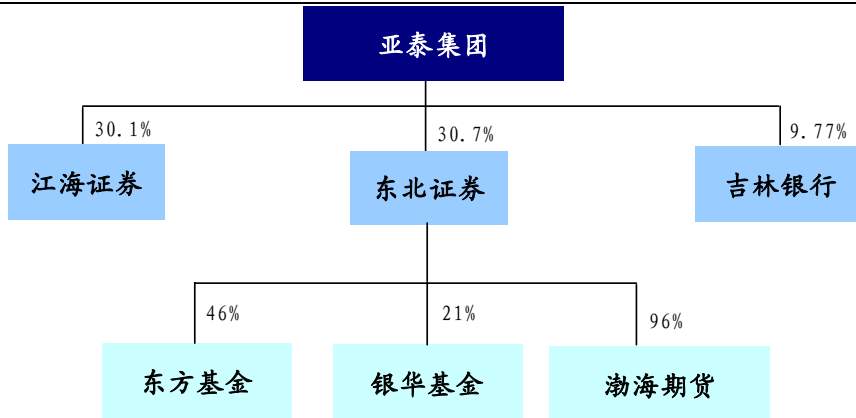 亚泰集团
30.1%
30.7%
9.77%
江海证券
东北证券
吉林银行
46%
21%
96%
东方基金
银华基金
渤海期货